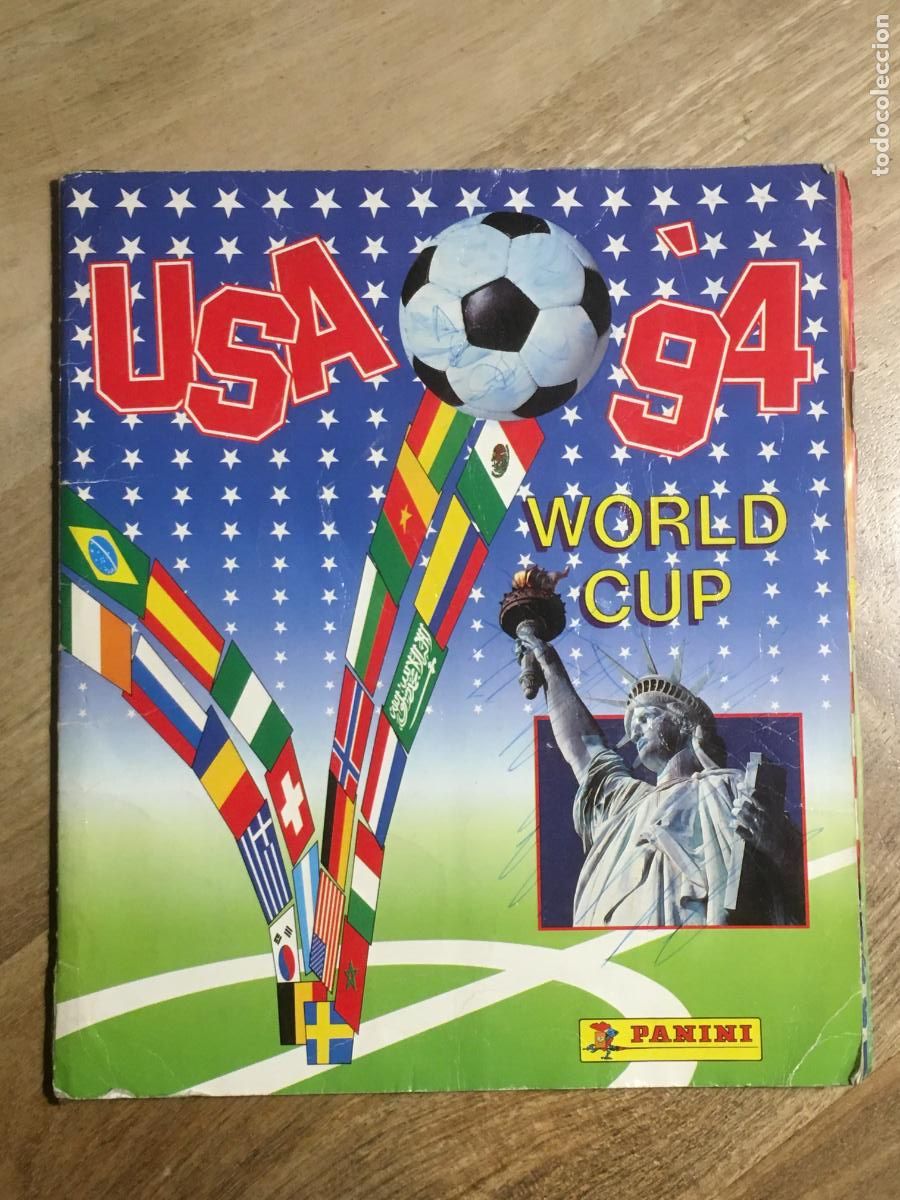 USA '94
WORLD
CUP
PANINI
todocoleccion